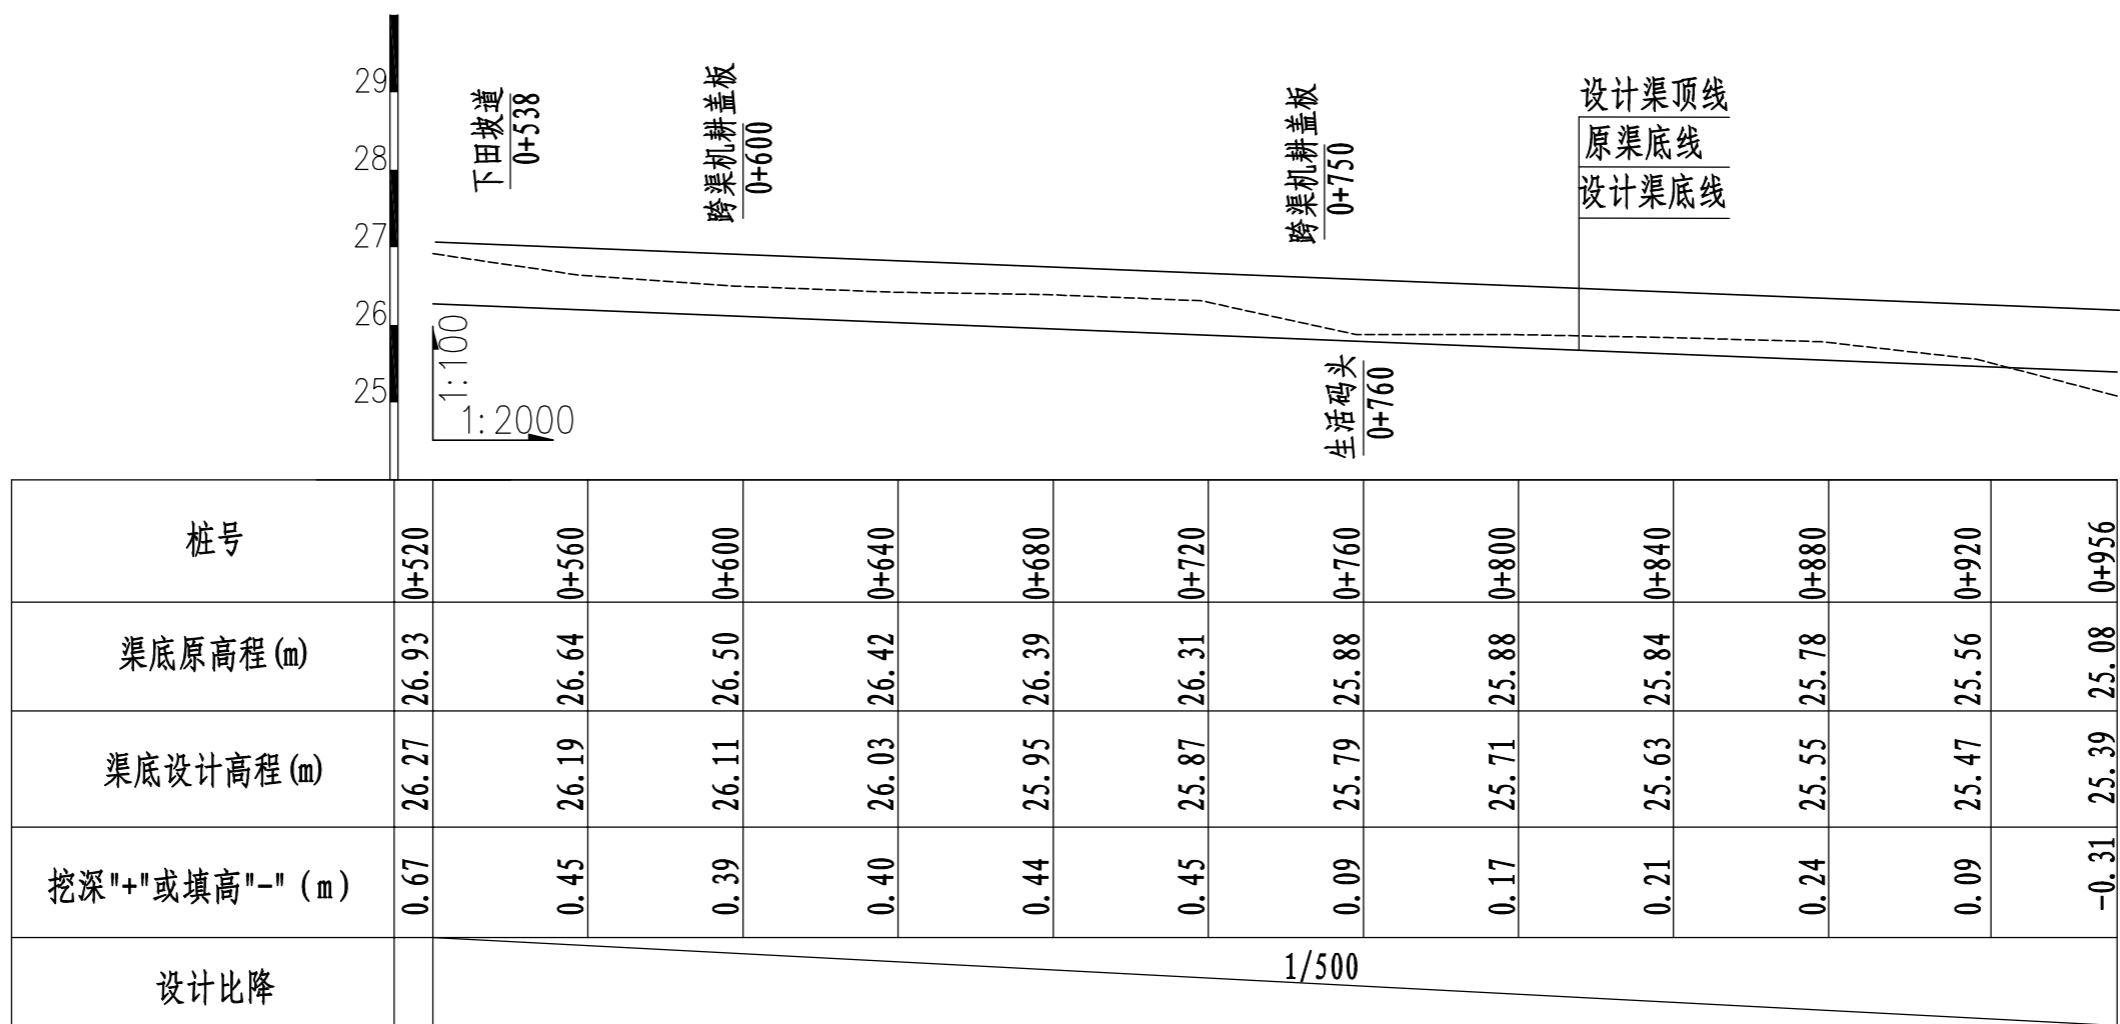 29
28
27
26
25
下田坡道
0+538
跨渠机耕盖板
0+600
跨渠机耕盖板
0+750
设计渠顶线
原渠底线
设计渠底线
1:100
1:2000
生活码头
0+760
桩号 0+520 0+560 0+600 0+640 0+680 0+720 0+760 0+800 0+840 0+880 0+920 0+956
渠底原高程(m) 26.93 26.64 26.50 26.42 26.39 26.31 25.88 25.88 25.84 25.78 25.56 25.08
渠底设计高程(m) 26.27 26.19 26.11 26.03 25.95 25.87 25.79 25.71 25.63 25.55 25.47 25.39
挖深"+"或填高"-"(m) 0.67 0.45 0.39 0.40 0.44 0.45 0.09 0.17 0.21 0.24 0.09 -0.31
设计比降 1/500